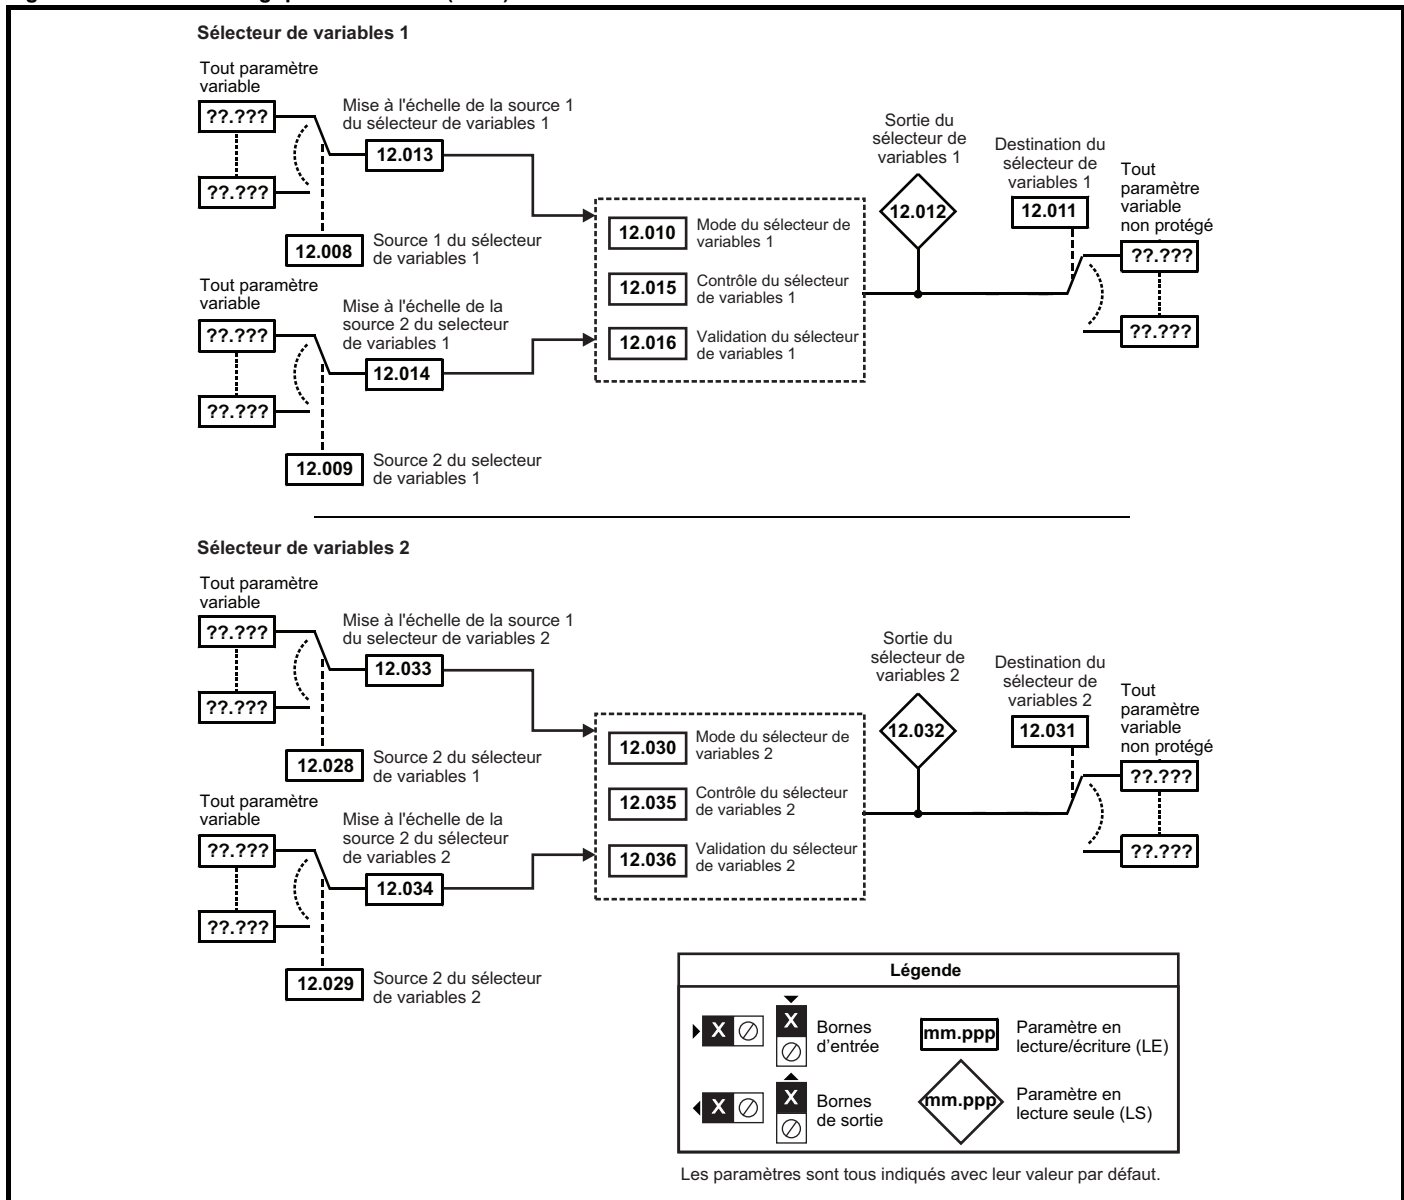 Sélecteur de variables 1
Tout paramètre
variable
??.???
??.???
Mise à l'échelle de la source 1
du sélecteur de variables 1
12.013
12.008
Source 1 du sélecteur
de variables 1
Tout paramètre
variable
??.???
??.???
Mise à l'échelle de la
source 2 du selecteur
de variables 1
12.014
12.009
Source 2 du selecteur
de variables 1
12.010
Mode du sélecteur de
variables 1
12.015
Contrôle du sélecteur
de variables 1
12.016
Validation du sélecteur
de variables 1
Sortie du
sélecteur de
variables 1
12.012
Destination du
sélecteur de
variables 1
12.011
Tout
paramètre
variable
non protégé
??.???
??.???
Sélecteur de variables 2
Tout paramètre
variable
??.???
??.???
Mise à l'échelle de la source 1
du selecteur de variables 2
12.033
12.028
Source 2 du sélecteur
de variables 1
Tout paramètre
variable
??.???
??.???
Mise à l'échelle de la
source 2 du sélecteur
de variables 2
12.034
12.029
Source 2 du sélecteur
de variables 2
12.030
Mode du sélecteur de
variables 2
12.035
Contrôle du sélecteur
de variables 2
12.036
Validation du sélecteur
de variables 2
Sortie du
sélecteur de
variables 2
12.032
Destination du
sélecteur de
variables 2
12.031
Tout
paramètre
variable
non protégé
??.???
??.???
Légende
X
X
Bornes
d'entrée
mm.ppp
Paramètre en
lecture/écriture (LE)
X
X
Bornes
de sortie
mm.ppp
Paramètre en
lecture seule (LS)
Les paramètres sont tous indiqués avec leur valeur par défaut.